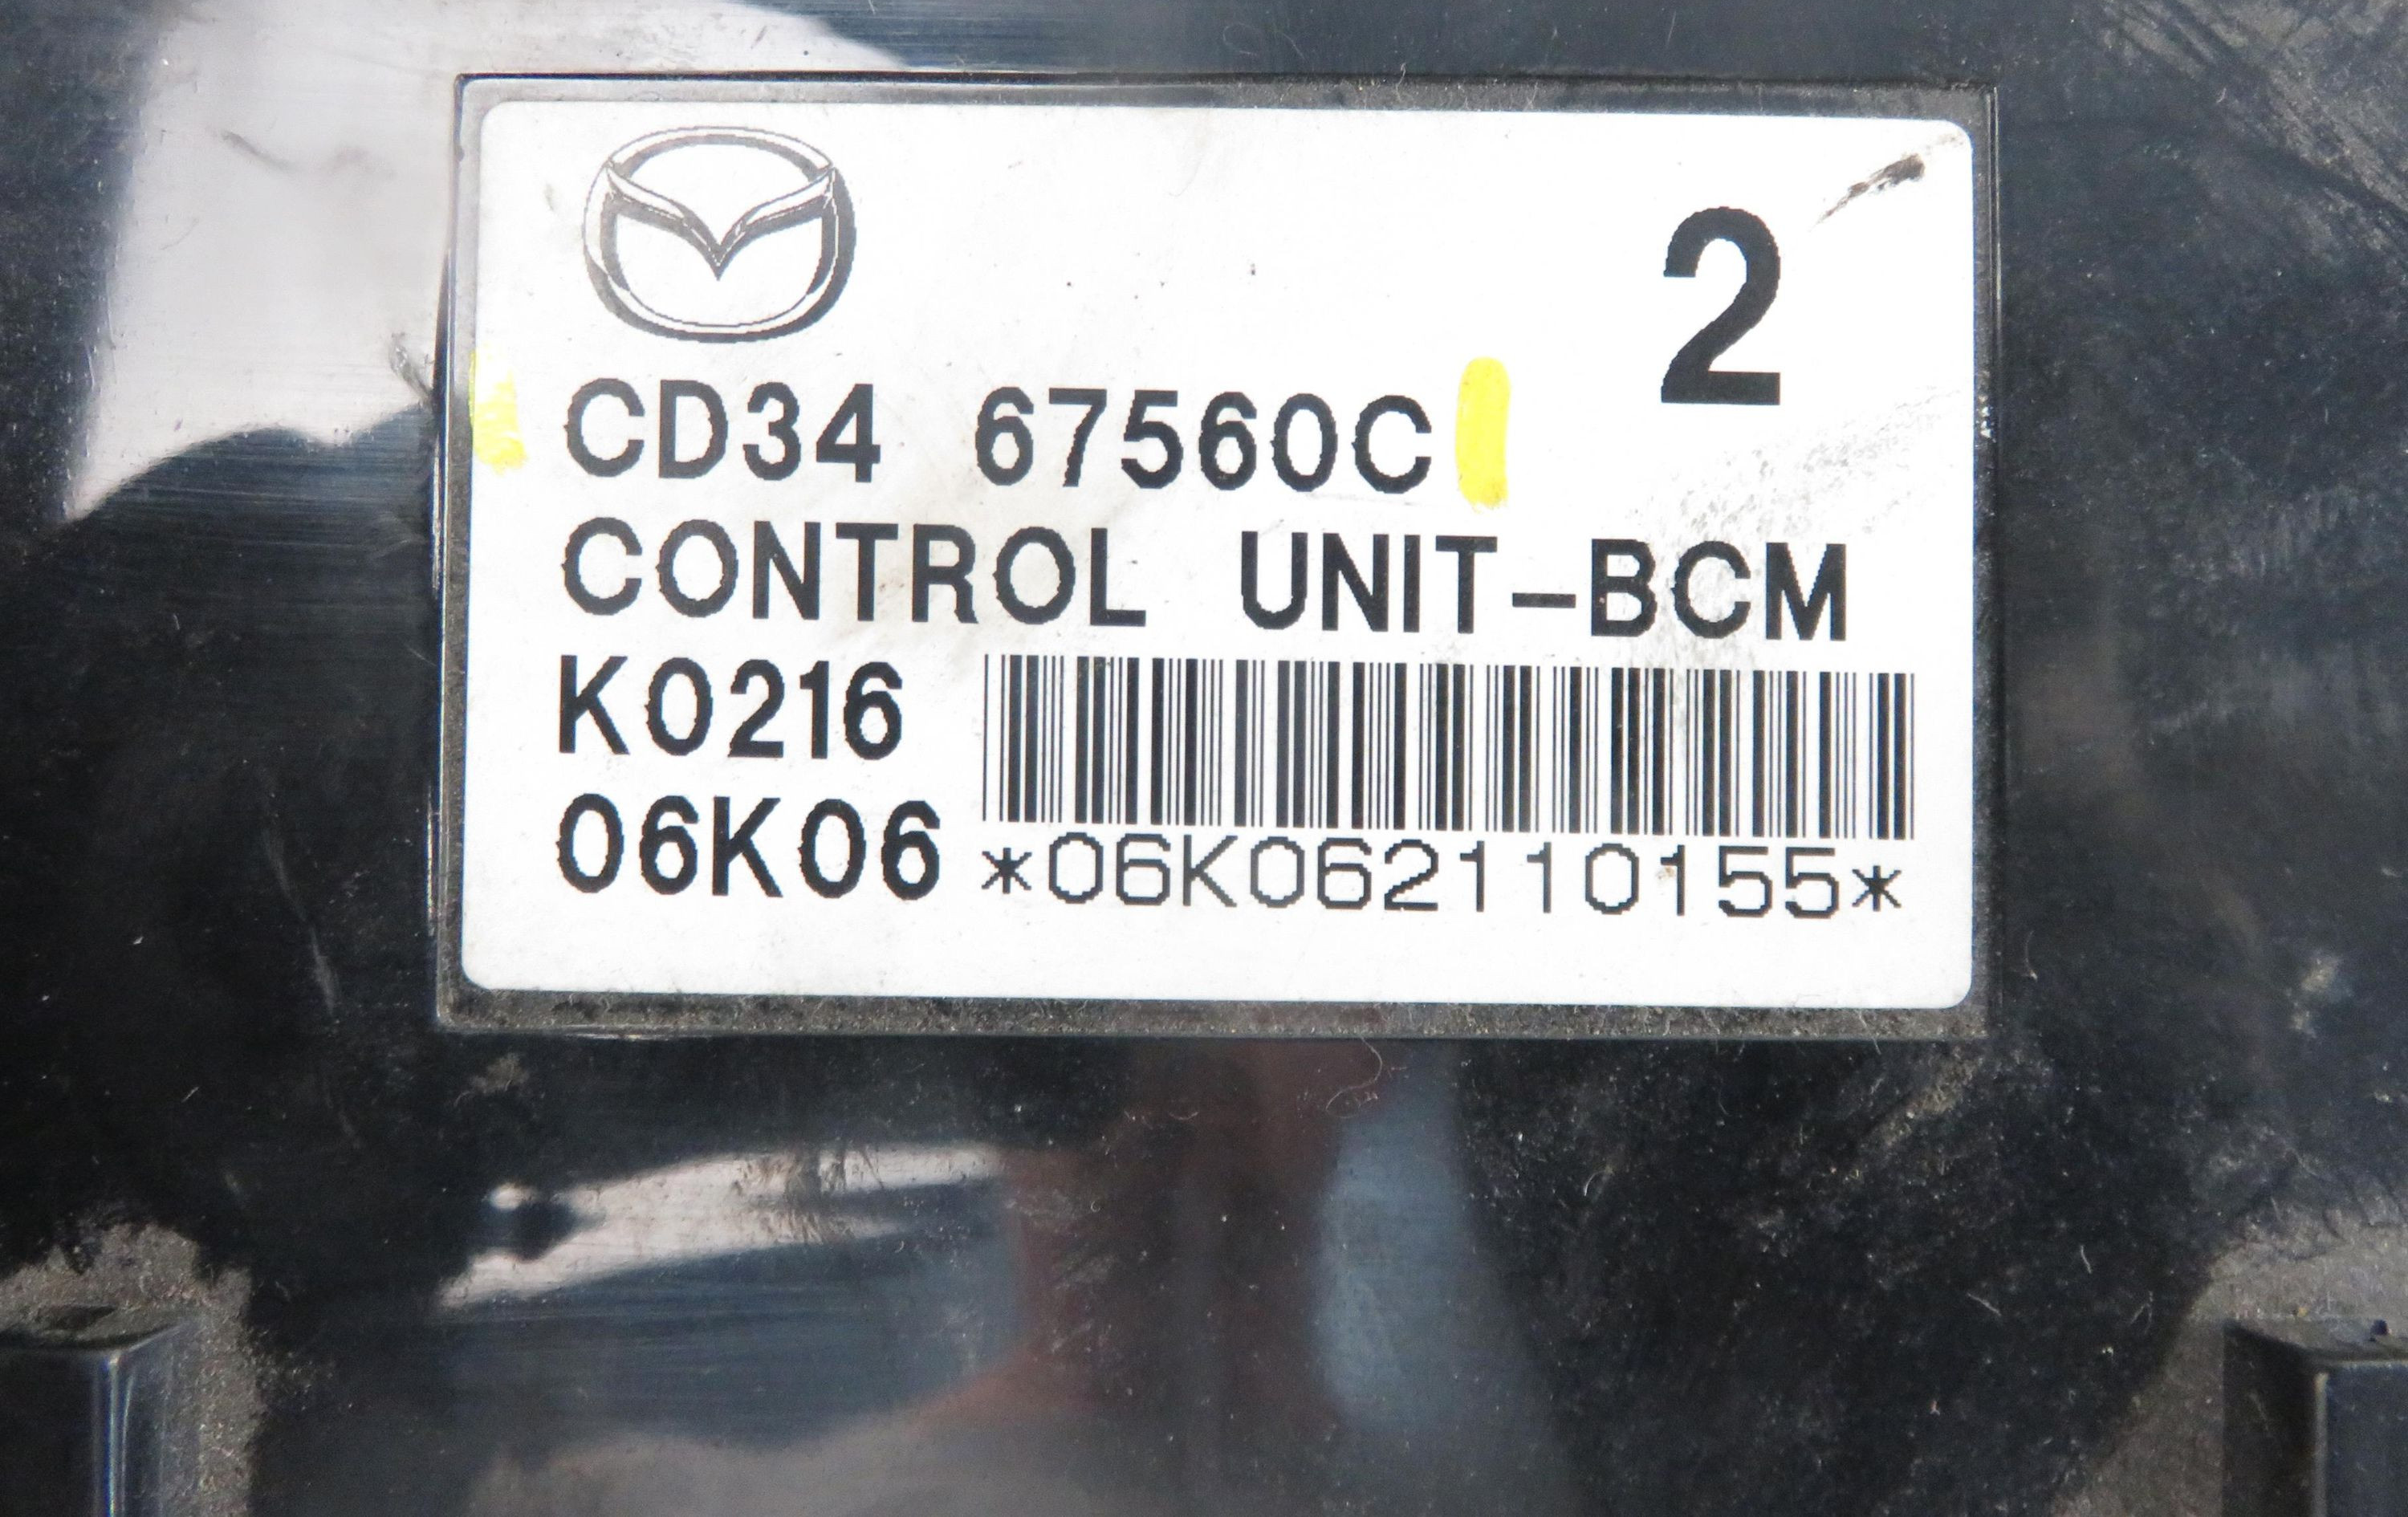 2
CD34 67560C
CONTROL UNIT-BCM
K0216
06K06
*06K062110155*